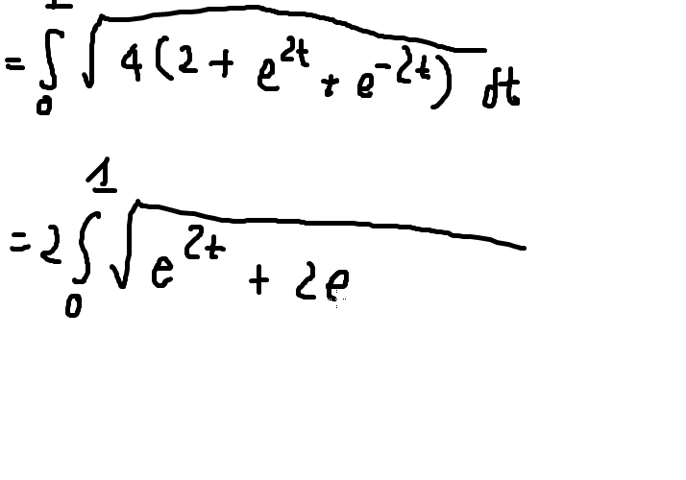 = ∫₀¹ √(4(2 + e^{2t} + e^{-2t})) dt
= 2 ∫₀¹ √(e^{2t} + 2e